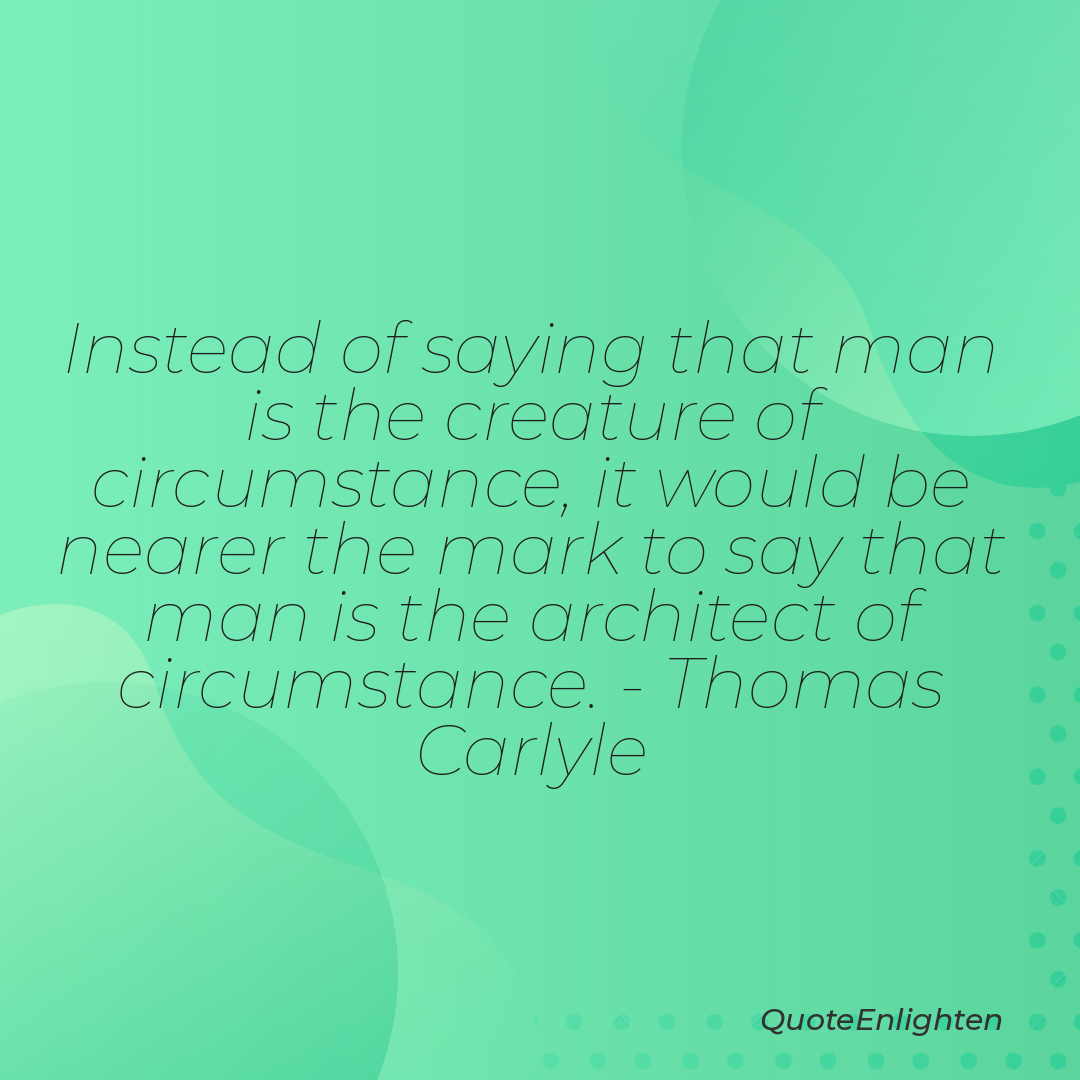 Instead of saying that man
is the creature of
circumstance, it would be
nearer the mark to say that
man is the architect of
circumstance. - Thomas
Carlyle
QuoteEnlighten